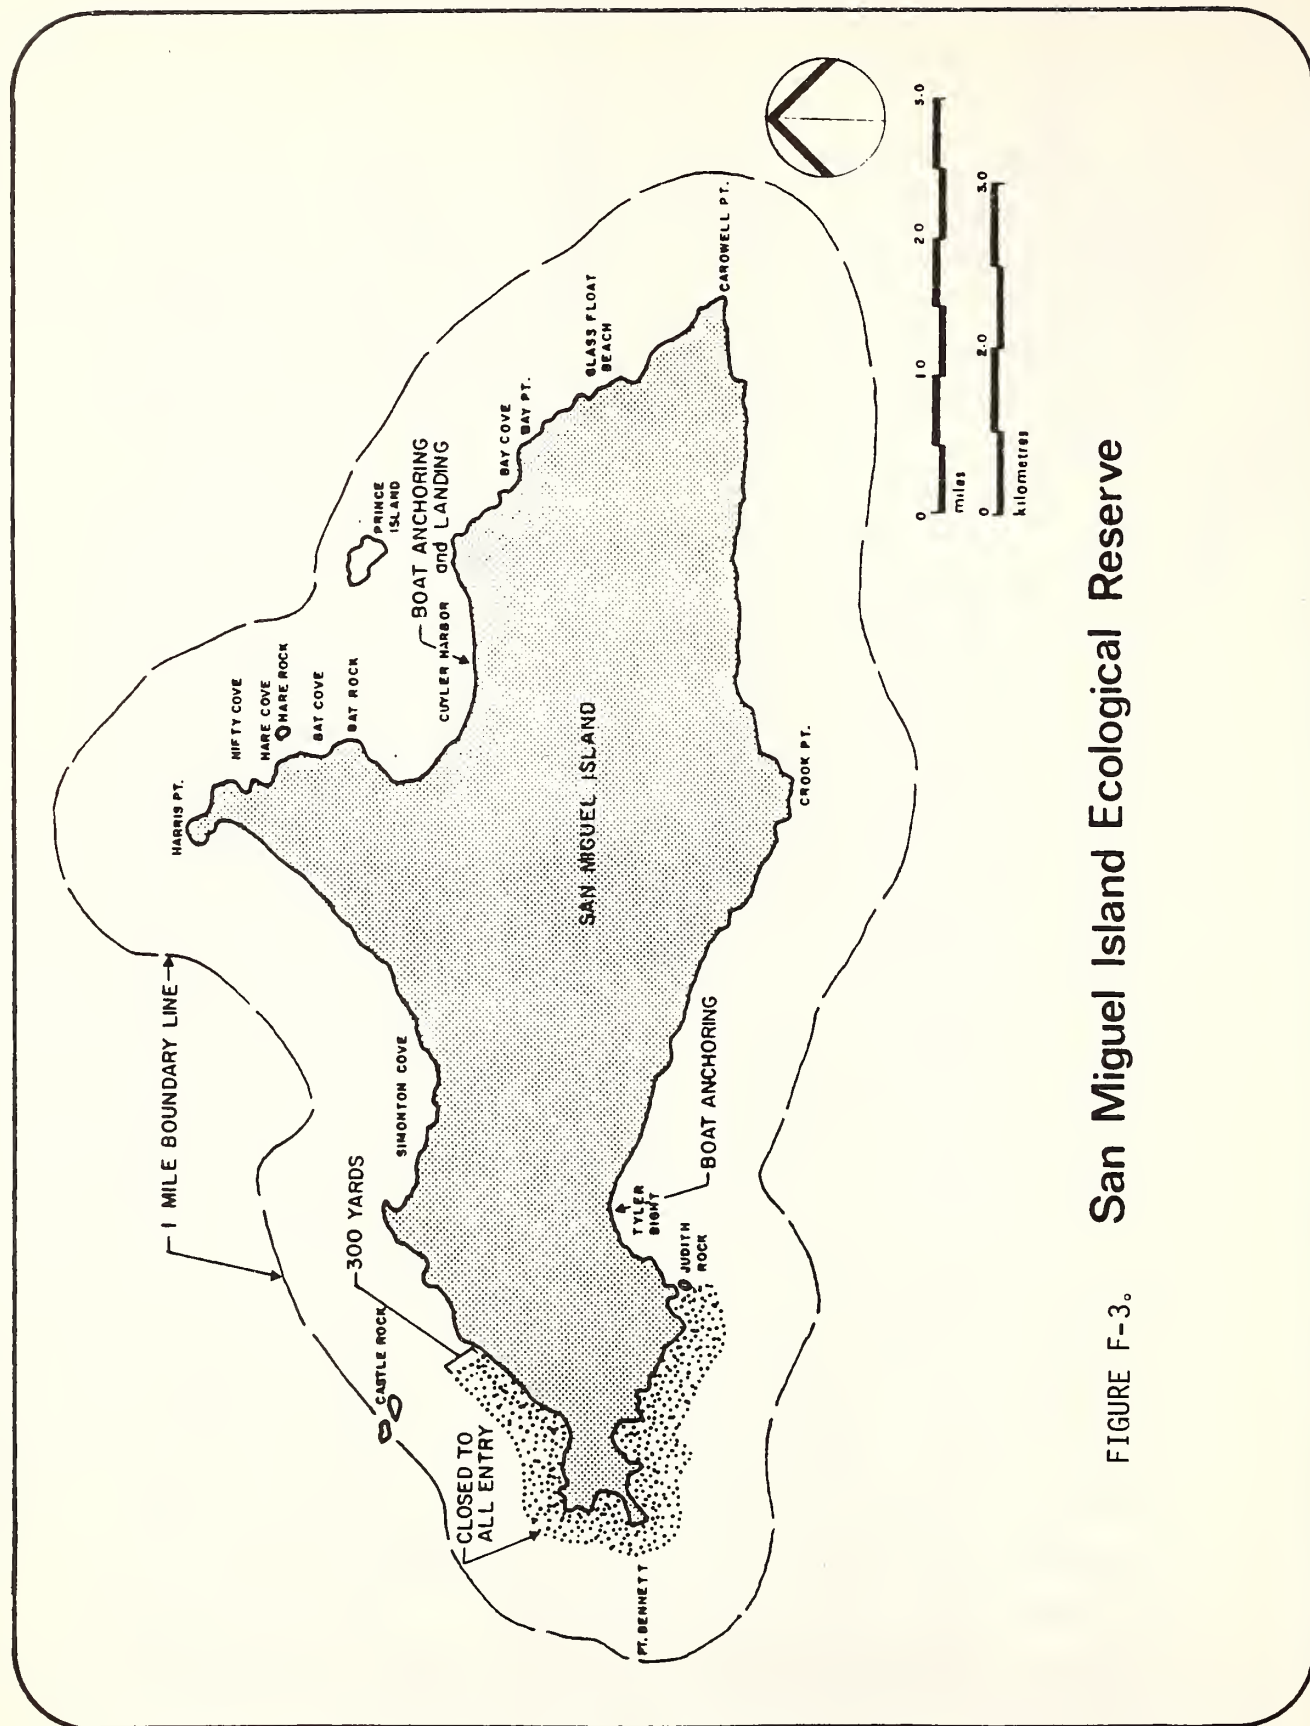 1 MILE BOUNDARY LINE
HARRIS PT.
NIFTY COVE
HARE COVE
HARE ROCK
BAT COVE
BAT ROCK
PRINCE
ISLAND
CUYLER HARBOR
BOAT ANCHORING
and LANDING
BAY COVE
BAY PT.
GLASS FLOAT
BEACH
CAROWELL PT.
SIMONTON COVE
300 YARDS
CASTLE ROCK
CLOSED TO
ALL ENTRY
PT. BENNETT
SAN MIGUEL ISLAND
TYLER
BIGHT
BOAT ANCHORING
JUDITH
ROCK
CROOK PT.
0 1 0 2 0 3.0
miles
0 2.0 3.0
kilometres
FIGURE F-3. San Miguel Island Ecological Reserve